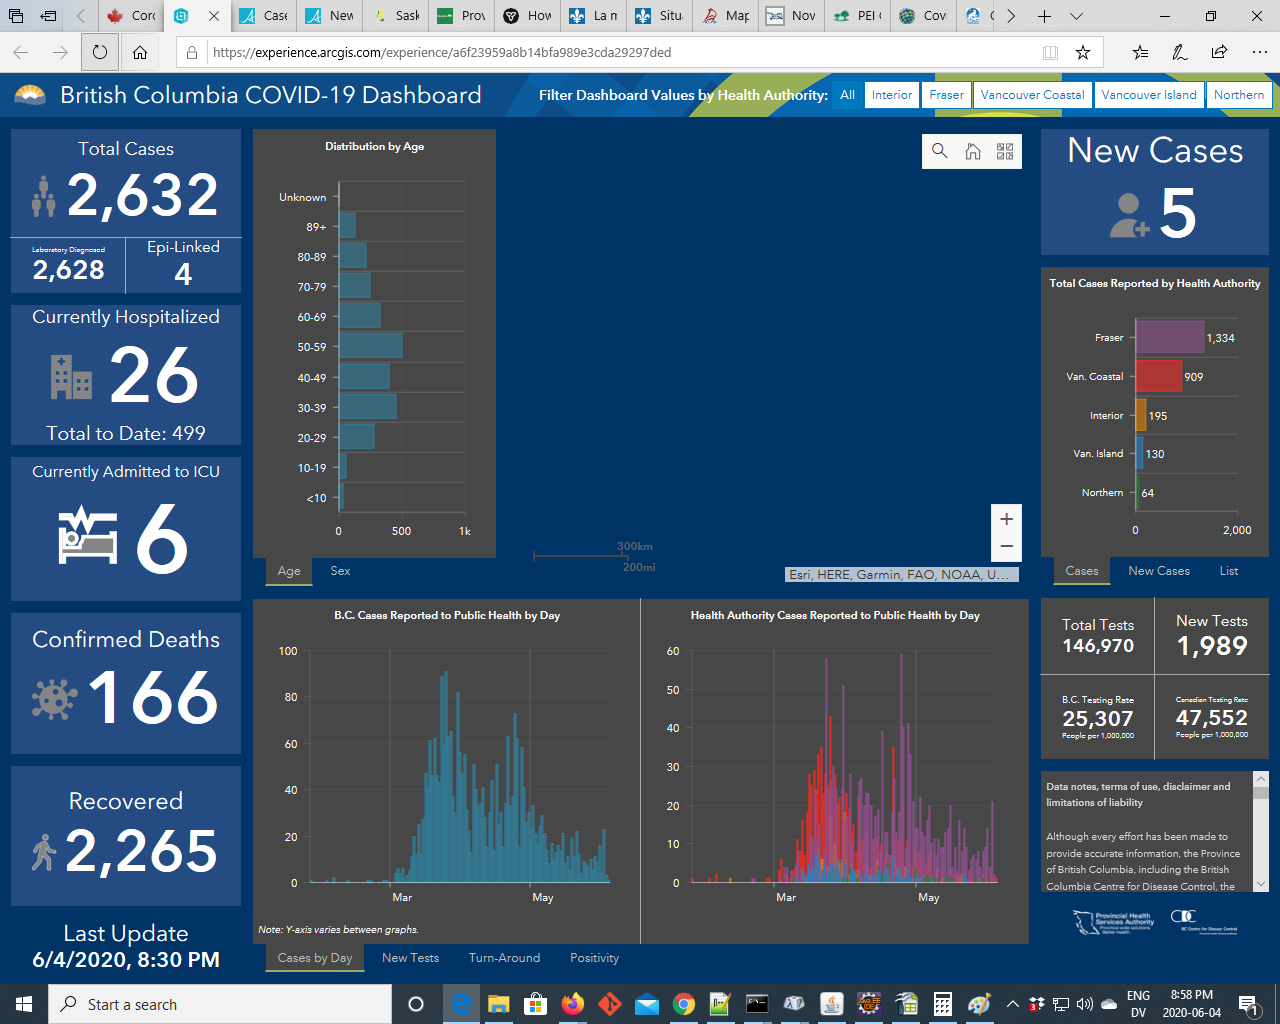 Cord
Case
New
Sask
Prov
How
La m
Situa
Map
Nov
PEI C
Covi
https://experience.arcgis.com/experience/a6f23959a8b14bfa989e3cda29297ded
British Columbia COVID-19 Dashboard
Filter Dashboard Values by Health Authority:
All
Interior
Fraser
Vancouver Coastal
Vancouver Island
Northern
Total Cases
2,632
Laboratory Diagnosed
2,628
Epi-Linked
4
Currently Hospitalized
26
Total to Date: 499
Currently Admitted to ICU
6
Confirmed Deaths
166
Recovered
2,265
Last Update
6/4/2020, 8:30 PM
Distribution by Age
Unknown
89+
80-89
70-79
60-69
50-59
40-49
30-39
20-29
10-19
<10
0
500
1k
Age
Sex
300km
200mi
+
−
Esri, HERE, Garmin, FAO, NOAA, U...
New Cases
5
Total Cases Reported by Health Authority
Fraser
1,334
Van. Coastal
909
Interior
195
Van. Island
130
Northern
64
0
2,000
Cases
New Cases
List
B.C. Cases Reported to Public Health by Day
100
80
60
40
20
0
Mar
May
Note: Y-axis varies between graphs.
Health Authority Cases Reported to Public Health by Day
60
50
40
30
20
10
0
Mar
May
Cases by Day
New Tests
Turn-Around
Positivity
Total Tests
146,970
New Tests
1,989
B.C. Testing Rate
25,307
People per 1,000,000
Canadian Testing Rate
47,552
People per 1,000,000
Data notes, terms of use, disclaimer and
limitations of liability
Although every effort has been made to
provide accurate information, the Province
of British Columbia, including the British
Columbia Centre for Disease Control, the
Provincial Health
Services Authority
Province-wide solutions.
Better health.
BC Centre for Disease Control
Start a search
ENG
DV
8:58 PM
2020-06-04
1